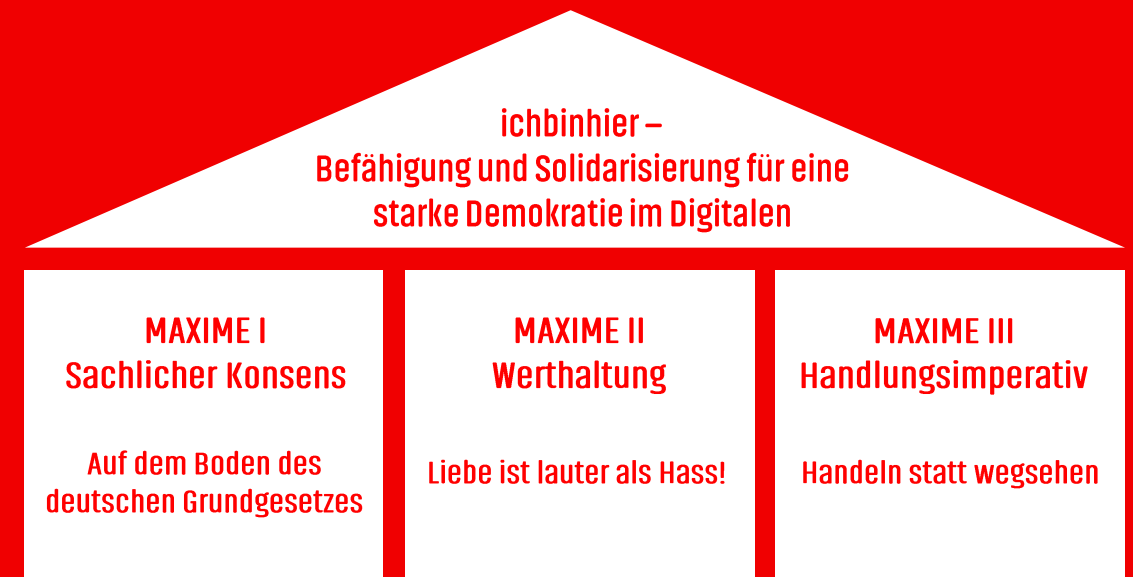 ichbinhier –
Befähigung und Solidarisierung für eine
starke Demokratie im Digitalen
MAXIME I
Sachlicher Konsens
Auf dem Boden des
deutschen Grundgesetzes
MAXIME II
Werthaltung
Liebe ist lauter als Hass!
MAXIME III
Handlungsimperativ
Handeln statt wegsehen